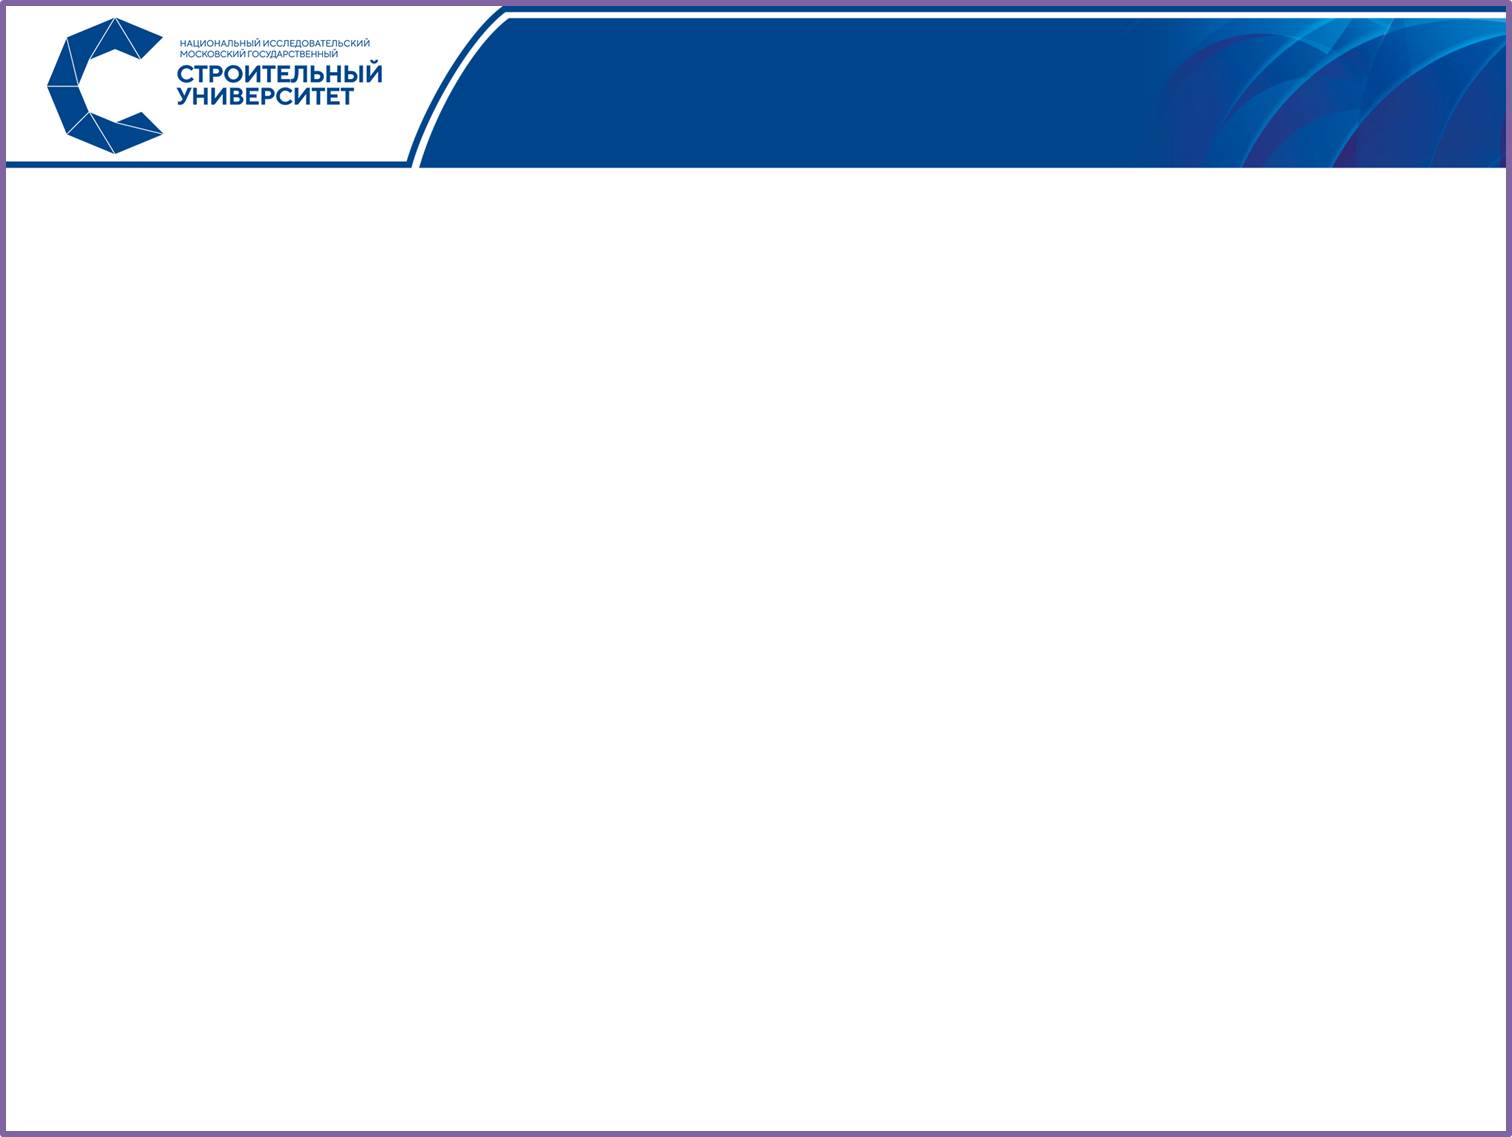 НАЦИОНАЛЬНЫЙ ИССЛЕДОВАТЕЛЬСКИЙ
МОСКОВСКИЙ ГОСУДАРСТВЕННЫЙ
СТРОИТЕЛЬНЫЙ
УНИВЕРСИТЕТ